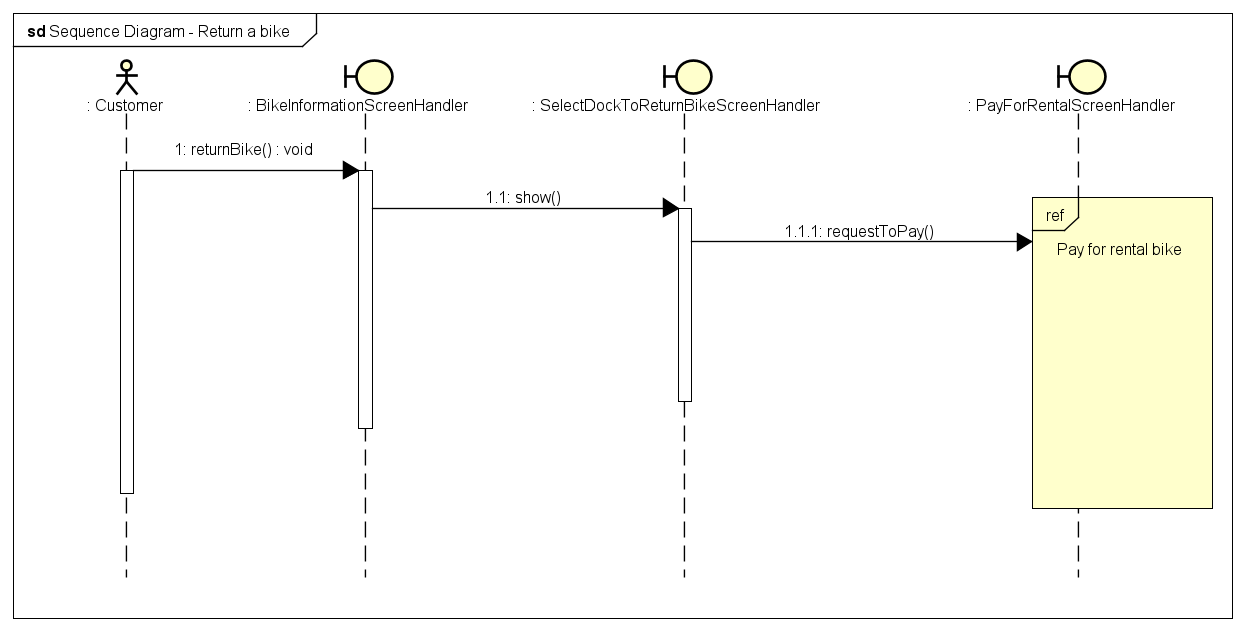 sd Sequence Diagram - Return a bike
: Customer
: BikeInformationScreenHandler
: SelectDockToReturnBikeScreenHandler
: PayForRentalScreenHandler
1: returnBike() : void
1.1: show()
ref
1.1.1: requestToPay()
Pay for rental bike